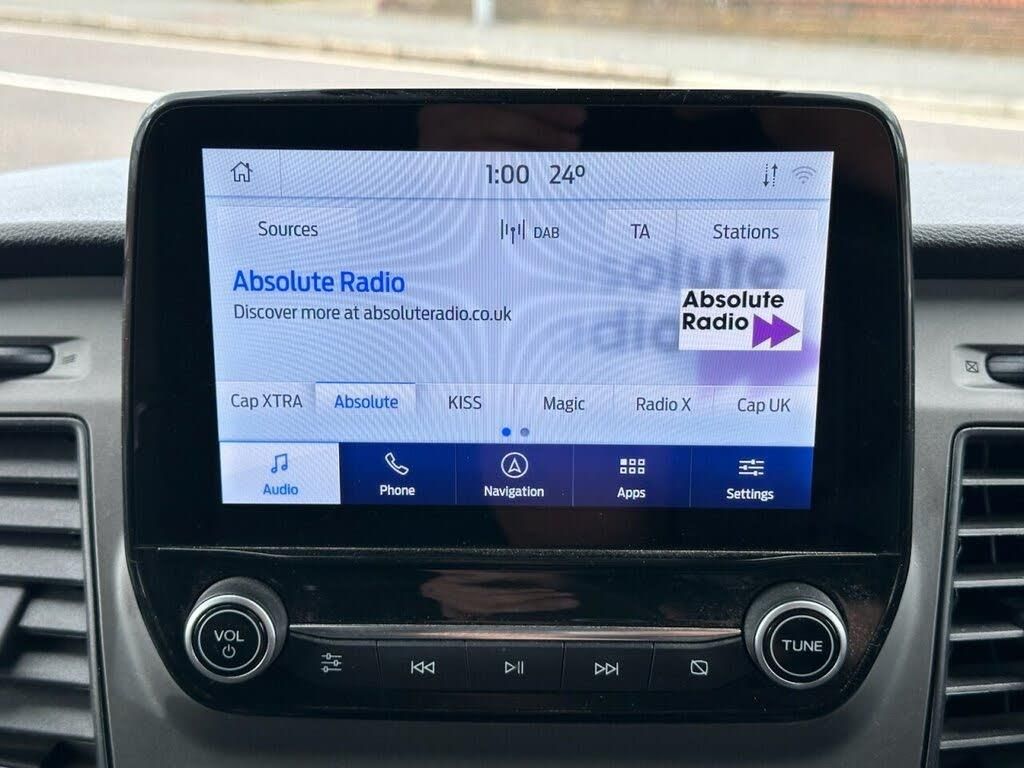 1:00 24º
Sources DAB TA Stations
Absolute Radio
Discover more at absoluteradio.co.uk
Absolute
Radio
Cap XTRA Absolute KISS Magic Radio X Cap UK
Audio Phone Navigation Apps Settings
VOL TUNE